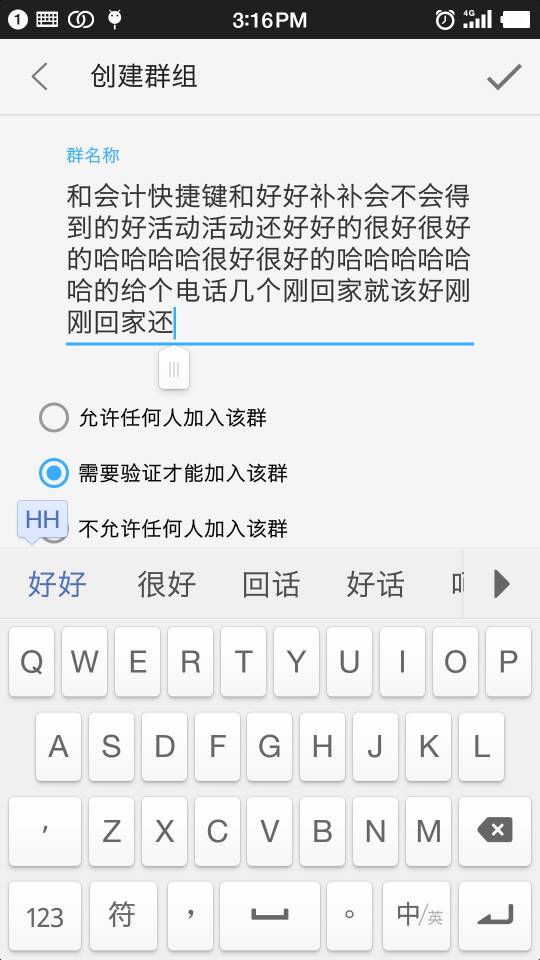 1 3:16PM 4G
创建群组
群名称
和会计快捷键和好好补补会不会得
到的好活动活动还好好的很好很好
的哈哈哈哈很好很好的哈哈哈哈哈
哈的给个电话几个刚回家就该好刚
刚回家还
允许任何人加入该群
需要验证才能加入该群
HH
不允许任何人加入该群
好好 很好 回话 好话
Q W E R T Y U I O P
A S D F G H J K L
' Z X C V B N M
123 符 ， 。 中/英